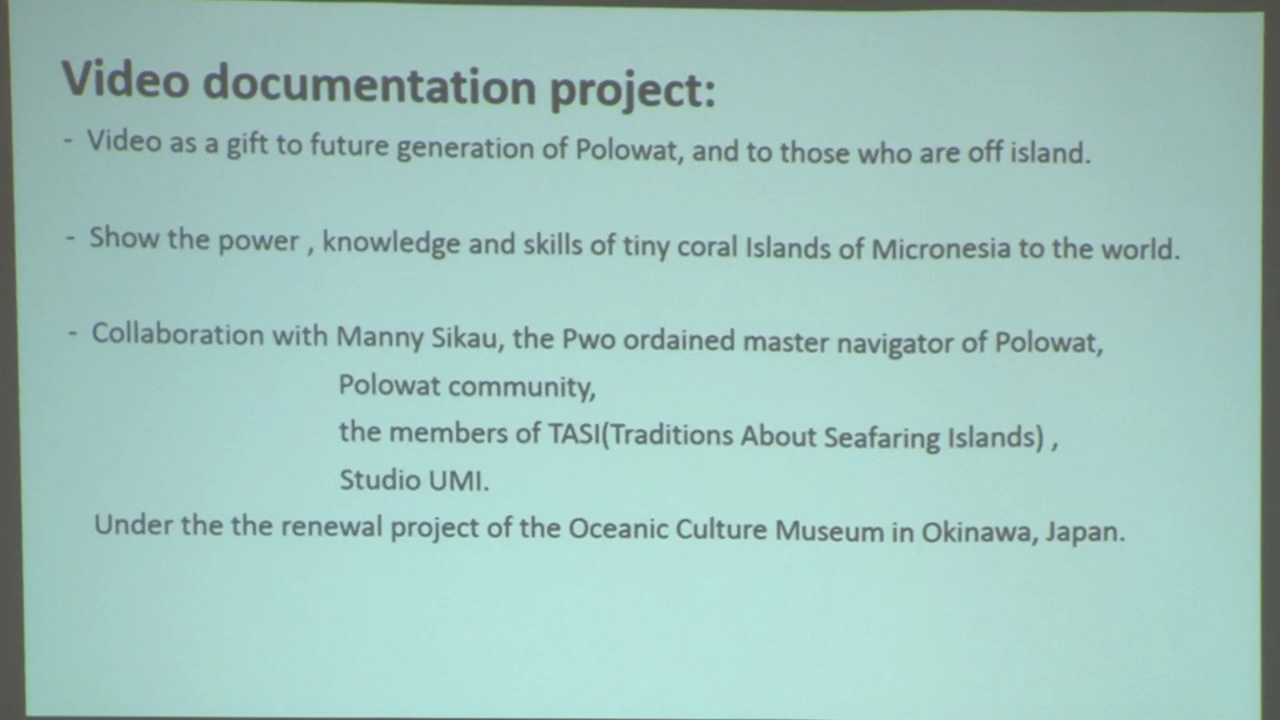 Video documentation project:
- Video as a gift to future generation of Polowat, and to those who are off island.
- Show the power , knowledge and skills of tiny coral Islands of Micronesia to the world.
- Collaboration with Manny Sikau, the Pwo ordained master navigator of Polowat,
Polowat community,
the members of TASI(Traditions About Seafaring Islands) ,
Studio UMI.
Under the the renewal project of the Oceanic Culture Museum in Okinawa, Japan.